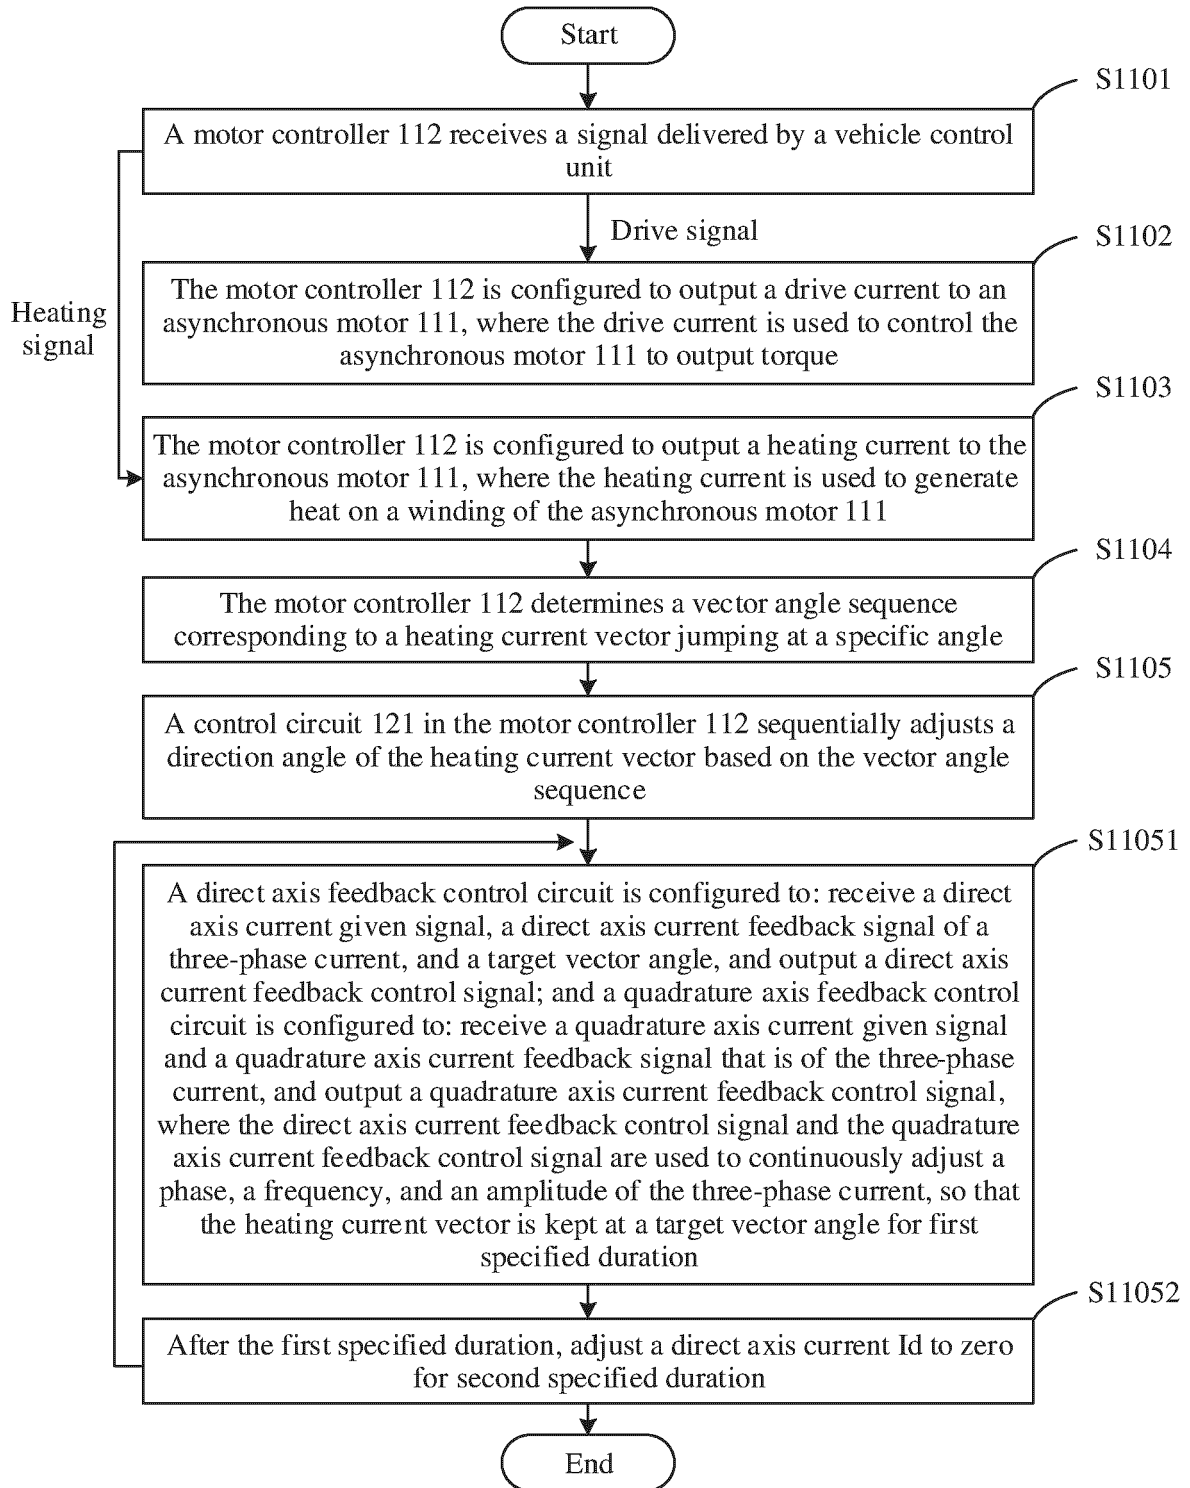 Start
S1101
A motor controller 112 receives a signal delivered by a vehicle control
unit
Drive signal
S1102
Heating
signal
The motor controller 112 is configured to output a drive current to an
asynchronous motor 111, where the drive current is used to control the
asynchronous motor 111 to output torque
S1103
The motor controller 112 is configured to output a heating current to the
asynchronous motor 111, where the heating current is used to generate
heat on a winding of the asynchronous motor 111
S1104
The motor controller 112 determines a vector angle sequence
corresponding to a heating current vector jumping at a specific angle
S1105
A control circuit 121 in the motor controller 112 sequentially adjusts a
direction angle of the heating current vector based on the vector angle
sequence
S11051
A direct axis feedback control circuit is configured to: receive a direct
axis current given signal, a direct axis current feedback signal of a
three-phase current, and a target vector angle, and output a direct axis
current feedback control signal; and a quadrature axis feedback control
circuit is configured to: receive a quadrature axis current given signal
and a quadrature axis current feedback signal that is of the three-phase
current, and output a quadrature axis current feedback control signal,
where the direct axis current feedback control signal and the quadrature
axis current feedback control signal are used to continuously adjust a
phase, a frequency, and an amplitude of the three-phase current, so that
the heating current vector is kept at a target vector angle for first
specified duration
S11052
After the first specified duration, adjust a direct axis current Id to zero
for second specified duration
End